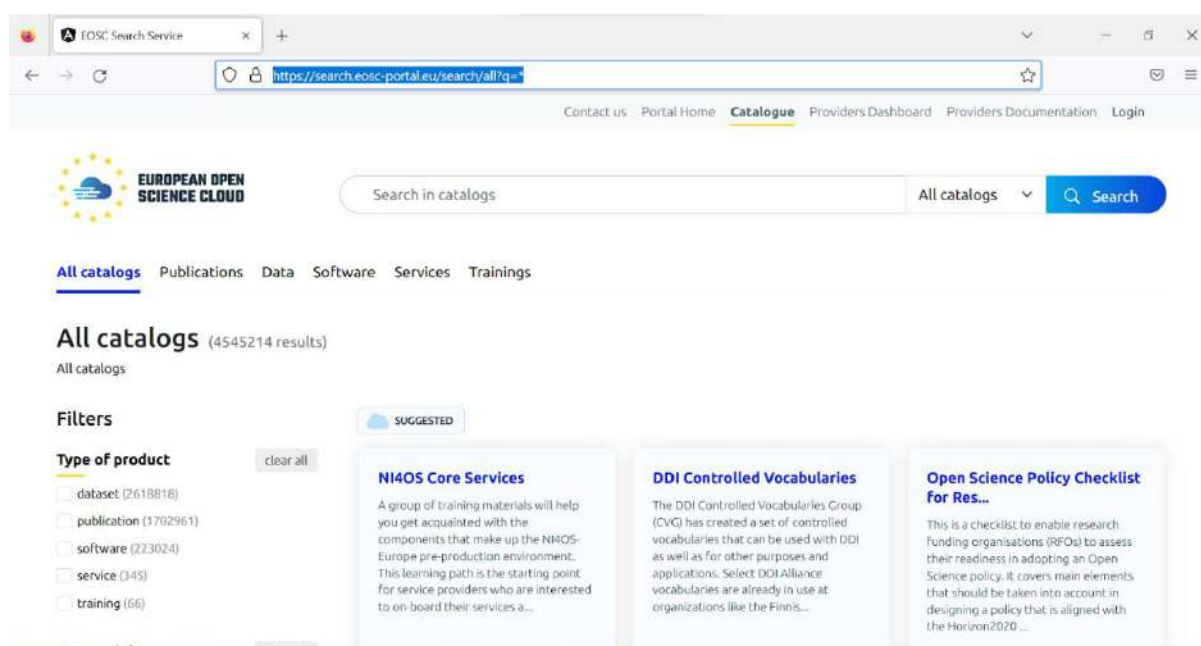 EOSC Search Service
https://search.eosc-portal.eu/search/all?q=*
Contact us Portal Home Catalogue Providers Dashboard Providers Documentation Login
EUROPEAN OPEN
SCIENCE CLOUD
Search in catalogs
All catalogs
Search
All catalogs Publications Data Software Services Trainings
All catalogs (4545214 results)
All catalogs
Filters
Type of product
clear all
dataset (2618818)
publication (1702961)
software (223024)
service (345)
training (66)
SUGGESTED
NI4OS Core Services
A group of training materials will help
you get acquainted with the
components that make up the NI4OS-
Europe pre-production environment.
This learning path is the starting point
for service providers who are interested
to on-board their services a...
DDI Controlled Vocabularies
The DDI Controlled Vocabularies Group
(CVG) has created a set of controlled
vocabularies that can be used with DDI
as well as for other purposes and
applications. Select DDI Alliance
vocabularies are already in use at
organizations like the Finnis...
Open Science Policy Checklist
for Res...
This is a checklist to enable research
funding organisations (RFOs) to assess
their readiness in adopting an Open
Science policy. It covers main elements
that should be taken into account in
designing a policy that is aligned with
the Horizon2020 ...